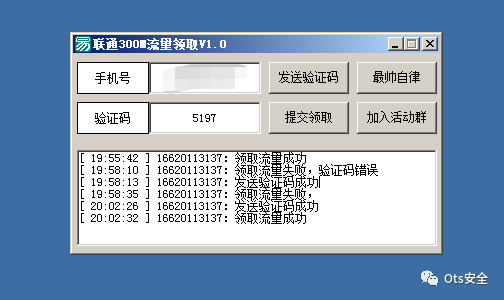 联通300M流量领取V1.0
手机号
发送验证码
最帅自律
验证码
5197
提交领取
加入活动群
[ 19:55:42 ] 16620113137: 领取流量成功
[ 19:58:10 ] 16620113137: 领取流量失败，验证码错误
[ 19:58:13 ] 16620113137: 发送验证码成功
[ 19:58:35 ] 16620113137: 领取流量失败，
[ 20:02:26 ] 16620113137: 发送验证码成功
[ 20:02:32 ] 16620113137: 领取流量成功
Ots安全